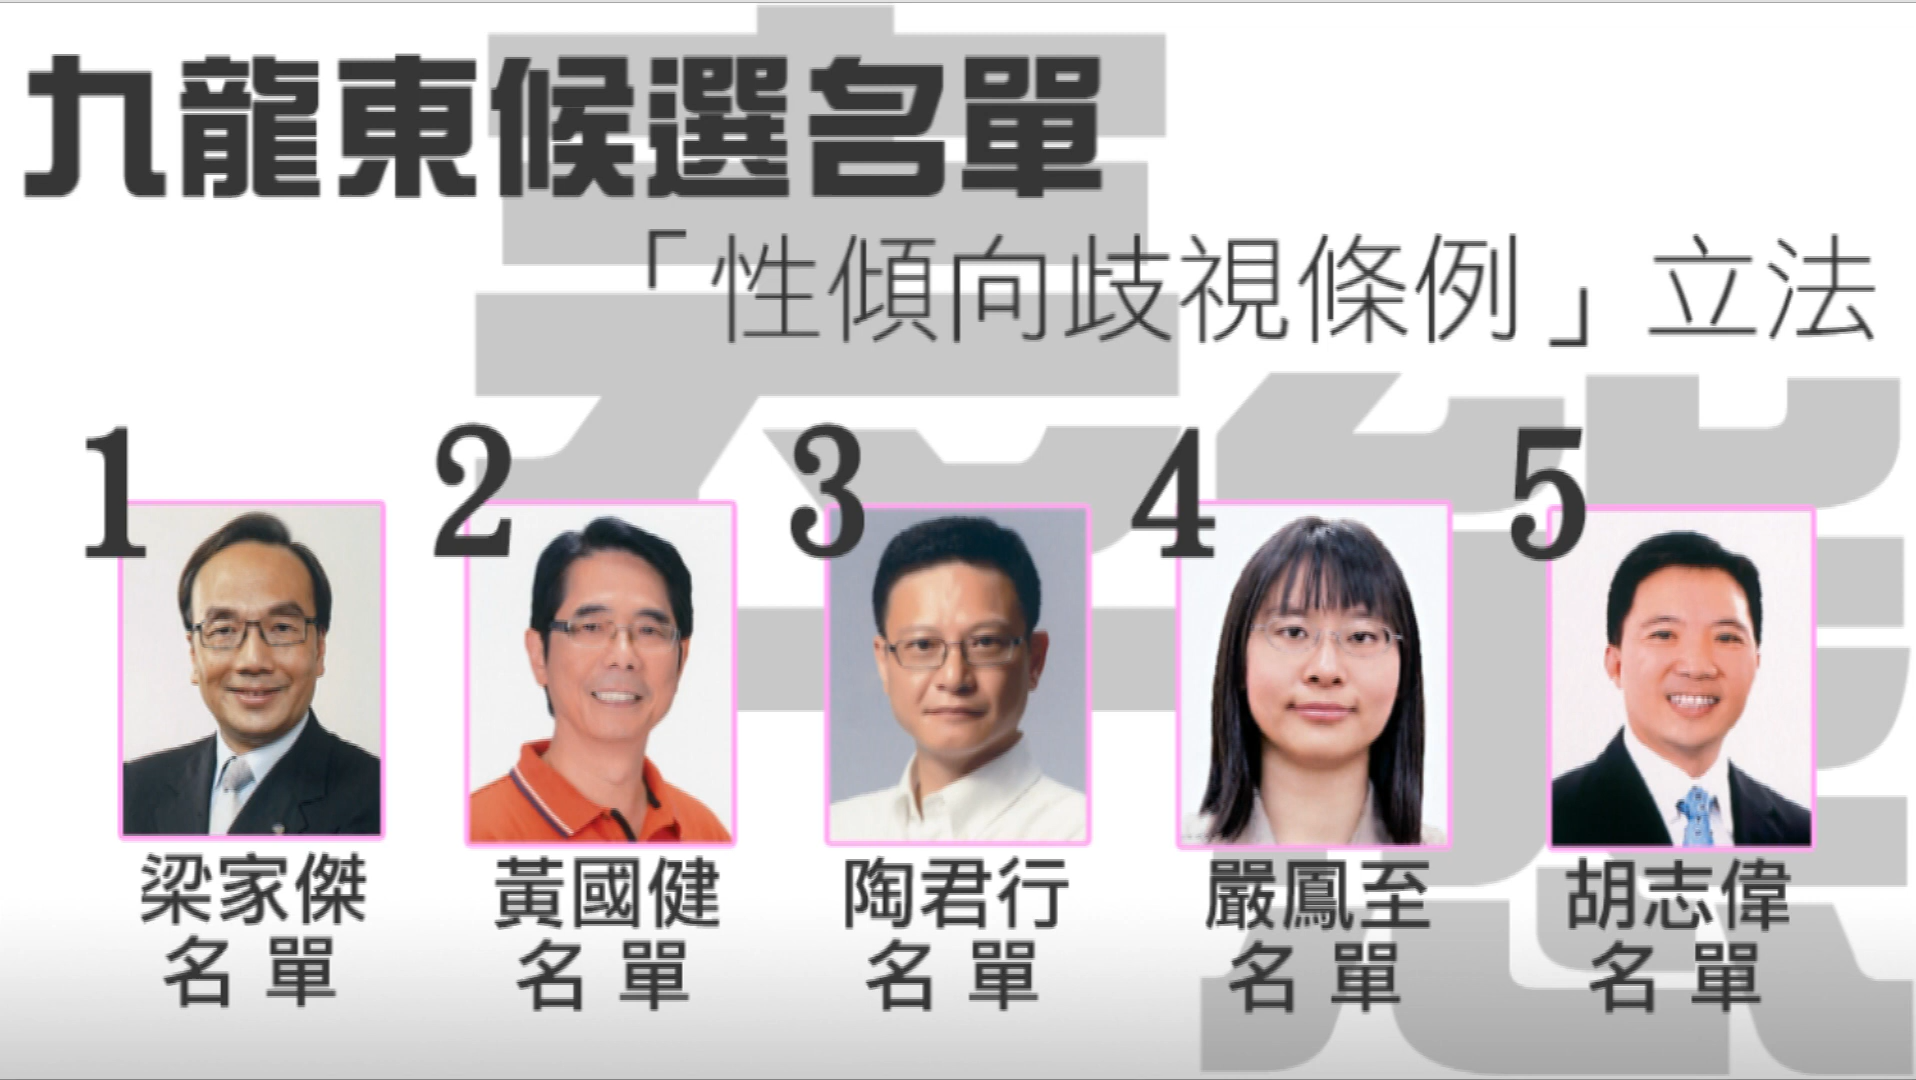 九龍東候選名單
「性傾向歧視條例」立法
1 2 3 4 5
梁家傑 黃國健 陶君行 嚴鳳至 胡志偉
名單 名單 名單 名單 名單